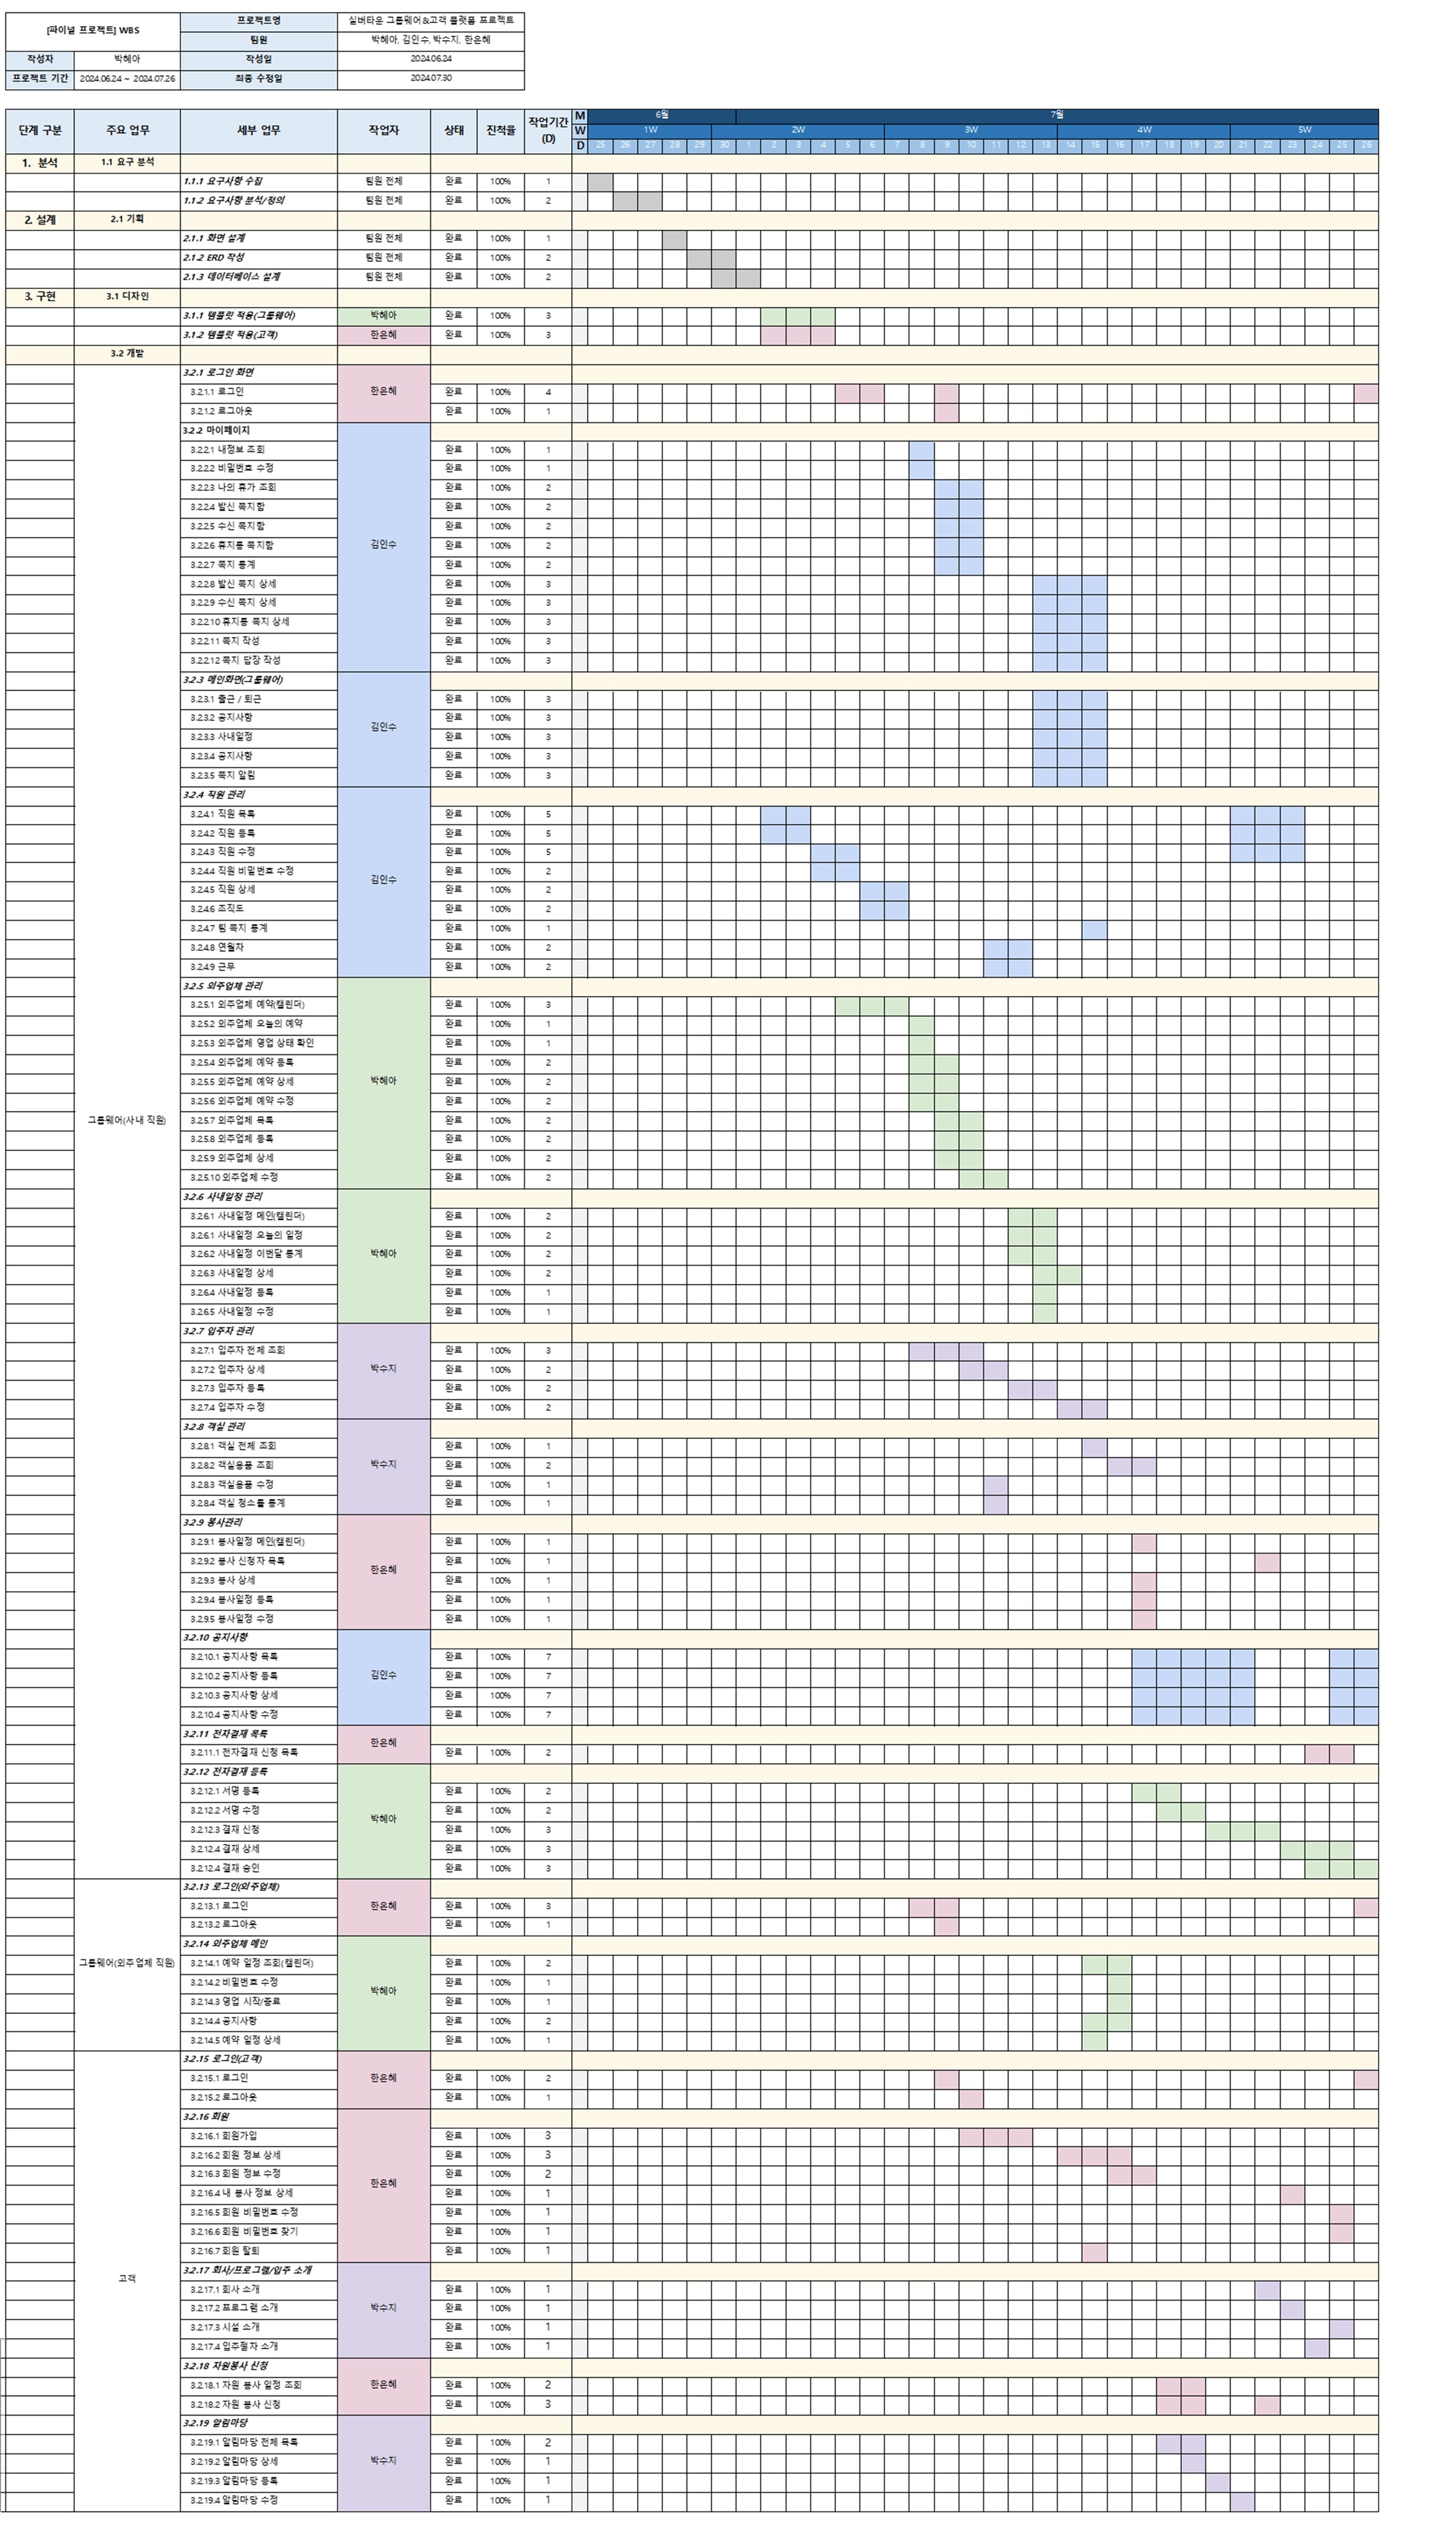 [파이널 프로젝트] WBS 프로젝트명 실버타운 그룹웨어&고객 플랫폼 프로젝트
팀원 박혜아, 김인수, 박수지, 한은혜
작성자 박혜아 작성일 2024.06.24
프로젝트 기간 2024.06.24 ~ 2024.07.26 최종 수정일 2024.07.30
단계 구분 주요 업무 세부 업무 작업자 상태 진척율 작업기간 (D)
M 6월 7월
W 1W 2W 3W 4W 5W
D 25 26 27 28 29 30 1 2 3 4 5 6 7 8 9 10 11 12 13 14 15 16 17 18 19 20 21 22 23 24 25 26
1. 분석 1.1 요구 분석
1.1.1 요구사항 수집 팀원 전체 완료 100% 1
1.1.2 요구사항 분석/정의 팀원 전체 완료 100% 2
2. 설계 2.1 기획
2.1.1 화면 설계 팀원 전체 완료 100% 1
2.1.2 ERD 작성 팀원 전체 완료 100% 2
2.1.3 데이터베이스 설계 팀원 전체 완료 100% 2
3. 구현 3.1 디자인
3.1.1 템플릿 적용(그룹웨어) 박혜아 완료 100% 3
3.1.2 템플릿 적용(고객) 한은혜 완료 100% 3
3.2 개발
그룹웨어(사내 직원)
3.2.1 로그인 화면 한은혜
3.2.1.1 로그인 완료 100% 4
3.2.1.2 로그아웃 완료 100% 1
3.2.2 마이페이지 김인수
3.2.2.1 내정보 조회 완료 100% 1
3.2.2.2 비밀번호 수정 완료 100% 1
3.2.2.3 나의 휴가 조회 완료 100% 2
3.2.2.4 발신 쪽지함 완료 100% 2
3.2.2.5 수신 쪽지함 완료 100% 2
3.2.2.6 휴지통 쪽지함 완료 100% 2
3.2.2.7 쪽지 통계 완료 100% 2
3.2.2.8 발신 쪽지 상세 완료 100% 3
3.2.2.9 수신 쪽지 상세 완료 100% 3
3.2.2.10 휴지통 쪽지 상세 완료 100% 3
3.2.2.11 쪽지 작성 완료 100% 3
3.2.2.12 쪽지 답장 작성 완료 100% 3
3.2.3 메인화면(그룹웨어) 김인수
3.2.3.1 출근 / 퇴근 완료 100% 3
3.2.3.2 공지사항 완료 100% 3
3.2.3.3 사내일정 완료 100% 3
3.2.3.4 공지사항 완료 100% 3
3.2.3.5 쪽지 알림 완료 100% 3
3.2.4 직원 관리 김인수
3.2.4.1 직원 목록 완료 100% 5
3.2.4.2 직원 등록 완료 100% 5
3.2.4.3 직원 수정 완료 100% 5
3.2.4.4 직원 비밀번호 수정 완료 100% 2
3.2.4.5 직원 상세 완료 100% 2
3.2.4.6 조직도 완료 100% 2
3.2.4.7 팀 쪽지 통계 완료 100% 1
3.2.4.8 연월차 완료 100% 2
3.2.4.9 근무 완료 100% 2
3.2.5 외주업체 관리 박혜아
3.2.5.1 외주업체 예약(캘린더) 완료 100% 3
3.2.5.2 외주업체 오늘의 예약 완료 100% 1
3.2.5.3 외주업체 영업 상태 확인 완료 100% 1
3.2.5.4 외주업체 예약 등록 완료 100% 2
3.2.5.5 외주업체 예약 상세 완료 100% 2
3.2.5.6 외주업체 예약 수정 완료 100% 2
3.2.5.7 외주업체 목록 완료 100% 2
3.2.5.8 외주업체 등록 완료 100% 2
3.2.5.9 외주업체 상세 완료 100% 2
3.2.5.10 외주업체 수정 완료 100% 2
3.2.6 사내일정 관리 박혜아
3.2.6.1 사내일정 메인(캘린더) 완료 100% 2
3.2.6.1 사내일정 오늘의 일정 완료 100% 2
3.2.6.2 사내일정 이번달 통계 완료 100% 2
3.2.6.3 사내일정 상세 완료 100% 2
3.2.6.4 사내일정 등록 완료 100% 1
3.2.6.5 사내일정 수정 완료 100% 1
3.2.7 입주자 관리 박수지
3.2.7.1 입주자 전체 조회 완료 100% 3
3.2.7.2 입주자 상세 완료 100% 2
3.2.7.3 입주자 등록 완료 100% 2
3.2.7.4 입주자 수정 완료 100% 2
3.2.8 객실 관리 박수지
3.2.8.1 객실 전체 조회 완료 100% 1
3.2.8.2 객실용품 조회 완료 100% 2
3.2.8.3 객실용품 수정 완료 100% 1
3.2.8.4 객실 청소률 통계 완료 100% 1
3.2.9 봉사관리 한은혜
3.2.9.1 봉사일정 메인(캘린더) 완료 100% 1
3.2.9.2 봉사 신청자 목록 완료 100% 1
3.2.9.3 봉사 상세 완료 100% 1
3.2.9.4 봉사일정 등록 완료 100% 1
3.2.9.5 봉사일정 수정 완료 100% 1
3.2.10 공지사항 김인수
3.2.10.1 공지사항 목록 완료 100% 7
3.2.10.2 공지사항 등록 완료 100% 7
3.2.10.3 공지사항 상세 완료 100% 7
3.2.10.4 공지사항 수정 완료 100% 7
3.2.11 전자결재 목록 한은혜
3.2.11.1 전자결재 신청 목록 완료 100% 2
3.2.12 전자결재 등록 박혜아
3.2.12.1 서명 등록 완료 100% 2
3.2.12.2 서명 수정 완료 100% 2
3.2.12.3 결재 신청 완료 100% 3
3.2.12.4 결재 상세 완료 100% 3
3.2.12.4 결재 승인 완료 100% 3
그룹웨어(외주업체 직원)
3.2.13 로그인(외주업체) 한은혜
3.2.13.1 로그인 완료 100% 3
3.2.13.2 로그아웃 완료 100% 1
3.2.14 외주업체 메인 박혜아
3.2.14.1 예약 일정 조회(캘린더) 완료 100% 2
3.2.14.2 비밀번호 수정 완료 100% 1
3.2.14.3 영업 시작/종료 완료 100% 1
3.2.14.4 공지사항 완료 100% 2
3.2.14.5 예약 일정 상세 완료 100% 1
고객
3.2.15 로그인(고객) 한은혜
3.2.15.1 로그인 완료 100% 2
3.2.15.2 로그아웃 완료 100% 1
3.2.16 회원 한은혜
3.2.16.1 회원가입 완료 100% 3
3.2.16.2 회원 정보 상세 완료 100% 3
3.2.16.3 회원 정보 수정 완료 100% 2
3.2.16.4 내 봉사 정보 상세 완료 100% 1
3.2.16.5 회원 비밀번호 수정 완료 100% 1
3.2.16.6 회원 비밀번호 찾기 완료 100% 1
3.2.16.7 회원 탈퇴 완료 100% 1
3.2.17 회사/프로그램/입주 소개 박수지
3.2.17.1 회사 소개 완료 100% 1
3.2.17.2 프로그램 소개 완료 100% 1
3.2.17.3 시설 소개 완료 100% 1
3.2.17.4 입주절차 소개 완료 100% 1
3.2.18 자원봉사 신청 한은혜
3.2.18.1 자원 봉사 일정 조회 완료 100% 2
3.2.18.2 자원 봉사 신청 완료 100% 3
3.2.19 알림마당 박수지
3.2.19.1 알림마당 전체 목록 완료 100% 2
3.2.19.2 알림마당 상세 완료 100% 1
3.2.19.3 알림마당 등록 완료 100% 1
3.2.19.4 알림마당 수정 완료 100% 1